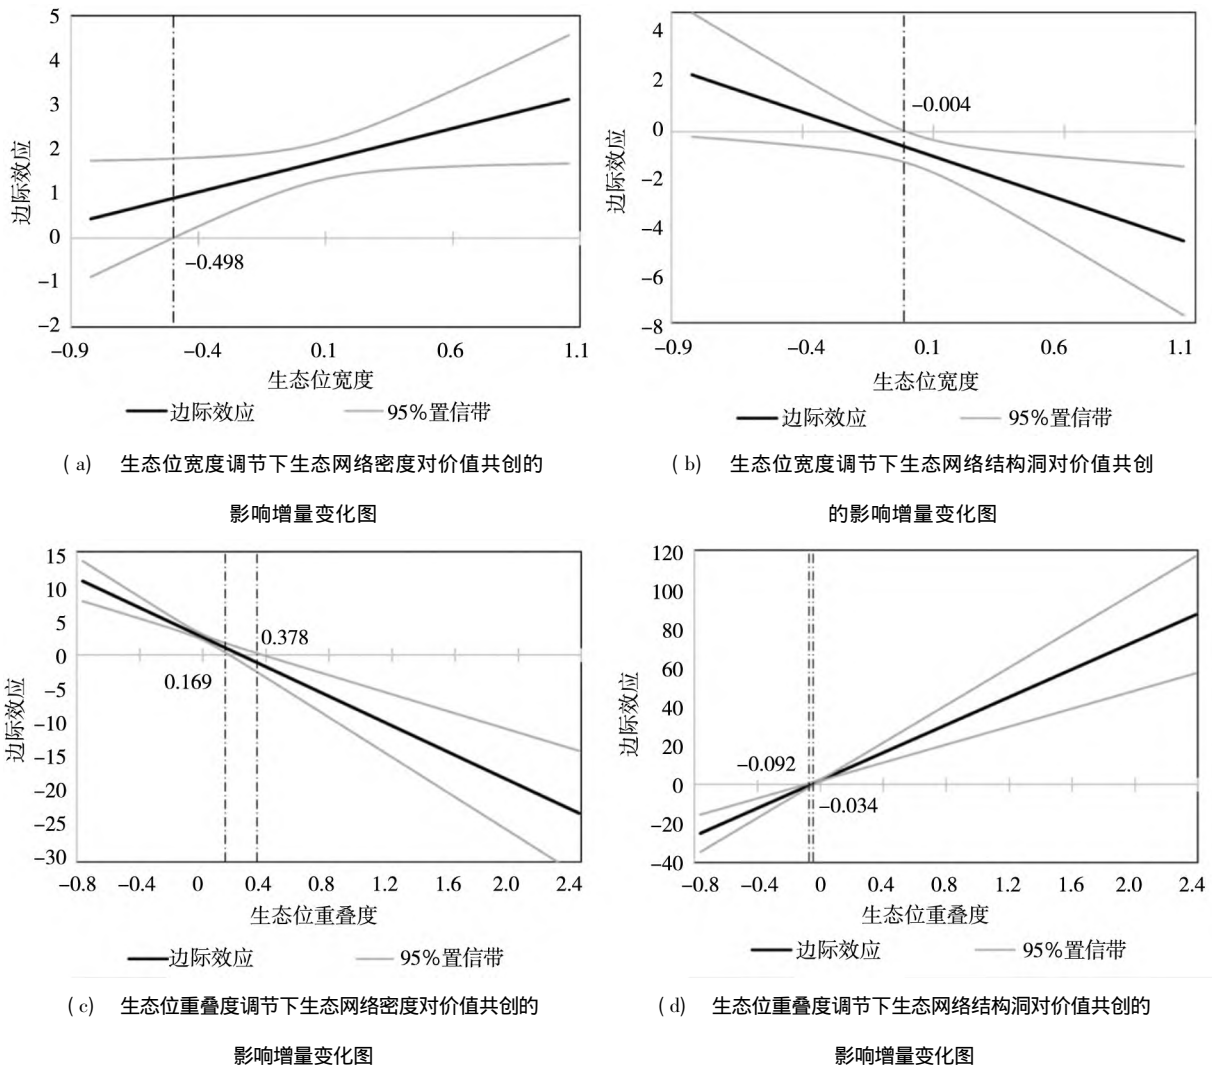 5
4
3
2
1
0
−1
−2
边际效应
−0.498
−0.9 −0.4 0.1 0.6 1.1
生态位宽度
边际效应 95%置信带
(a) 生态位宽度调节下生态网络密度对价值共创的
影响增量变化图
4
2
0
−2
−4
−6
−8
边际效应
−0.004
−0.9 −0.4 0.1 0.6 1.1
生态位宽度
边际效应 95%置信带
(b) 生态位宽度调节下生态网络结构洞对价值共创
的影响增量变化图
15
10
5
0
−5
−10
−15
−20
−25
−30
边际效应
0.378
0.169
−0.8 −0.4 0 0.4 0.8 1.2 1.6 2.0 2.4
生态位重叠度
边际效应 95%置信带
(c) 生态位重叠度调节下生态网络密度对价值共创的
影响增量变化图
120
100
80
60
40
20
0
−20
−40
边际效应
−0.092
−0.034
−0.8 −0.4 0 0.4 0.8 1.2 1.6 2.0 2.4
生态位重叠度
边际效应 95%置信带
(d) 生态位重叠度调节下生态网络结构洞对价值共创的
影响增量变化图